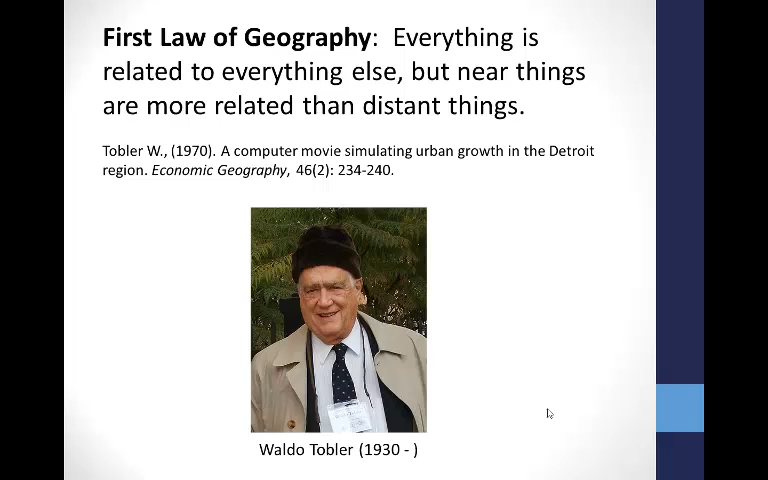 First Law of Geography:  Everything is
related to everything else, but near things
are more related than distant things.
Tobler W., (1970). A computer movie simulating urban growth in the Detroit
region. Economic Geography, 46(2): 234-240.
Waldo Tobler (1930 - )